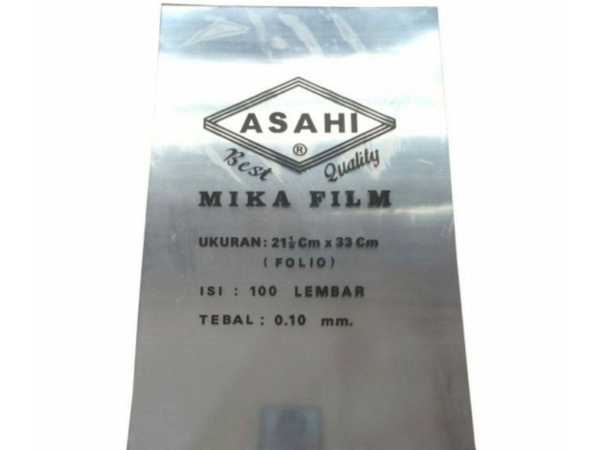 ASAHI
®
Best Quality
MIKA FILM
UKURAN: 21½ Cm x 33 Cm
(FOLIO)
ISI : 100 LEMBAR
TEBAL : 0.10 mm.